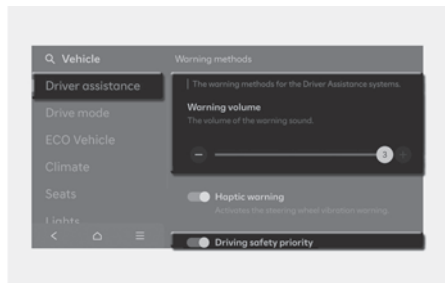 Vehicle
Warning methods
Driver assistance
The warning methods for the Driver Assistance systems.
Drive mode
Warning volume
The volume of the warning sound.
ECO Vehicle
3
Climate
Seats
Haptic warning
Activates the steering wheel vibration warning.
Lights
Driving safety priority